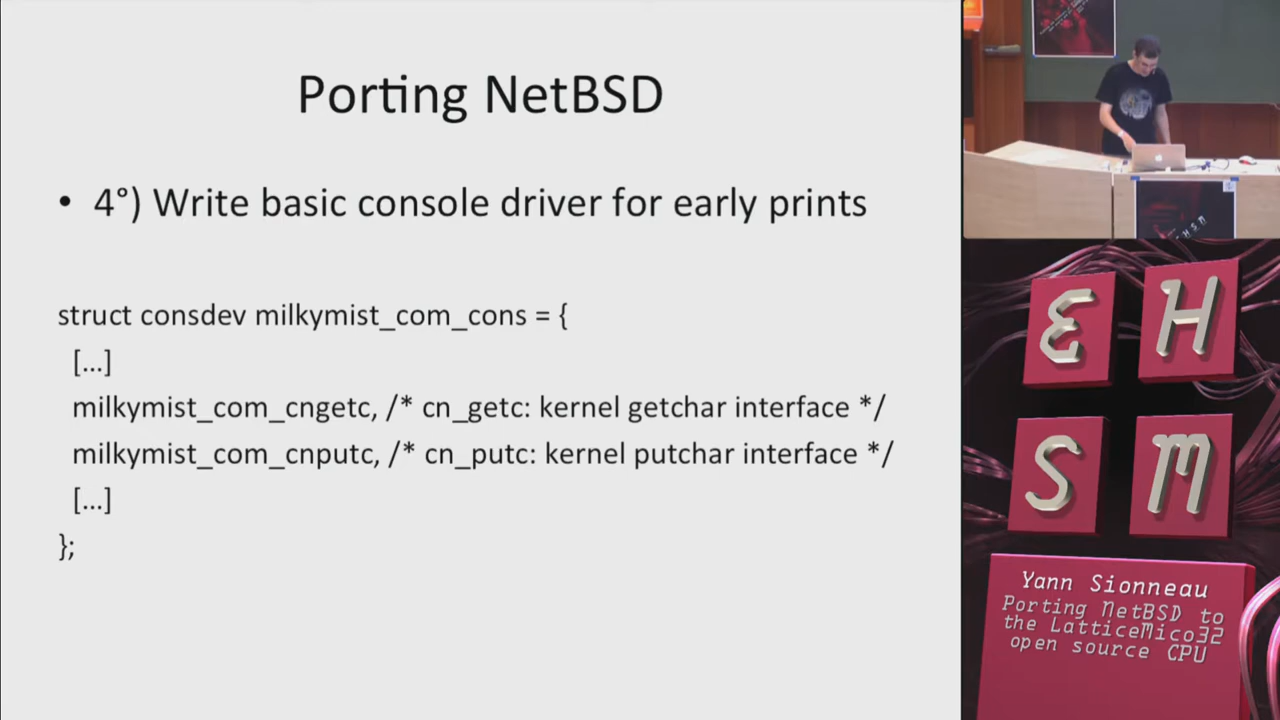 Porting NetBSD
• 4°) Write basic console driver for early prints
struct consdev milkymist_com_cons = {
[...]
milkymist_com_cngetc, /* cn_getc: kernel getchar interface */
milkymist_com_cnputc, /* cn_putc: kernel putchar interface */
[...]
};
E H
S M
Yann Sionneau
Porting NetBSD to
the LatticeMico32
open source CPU